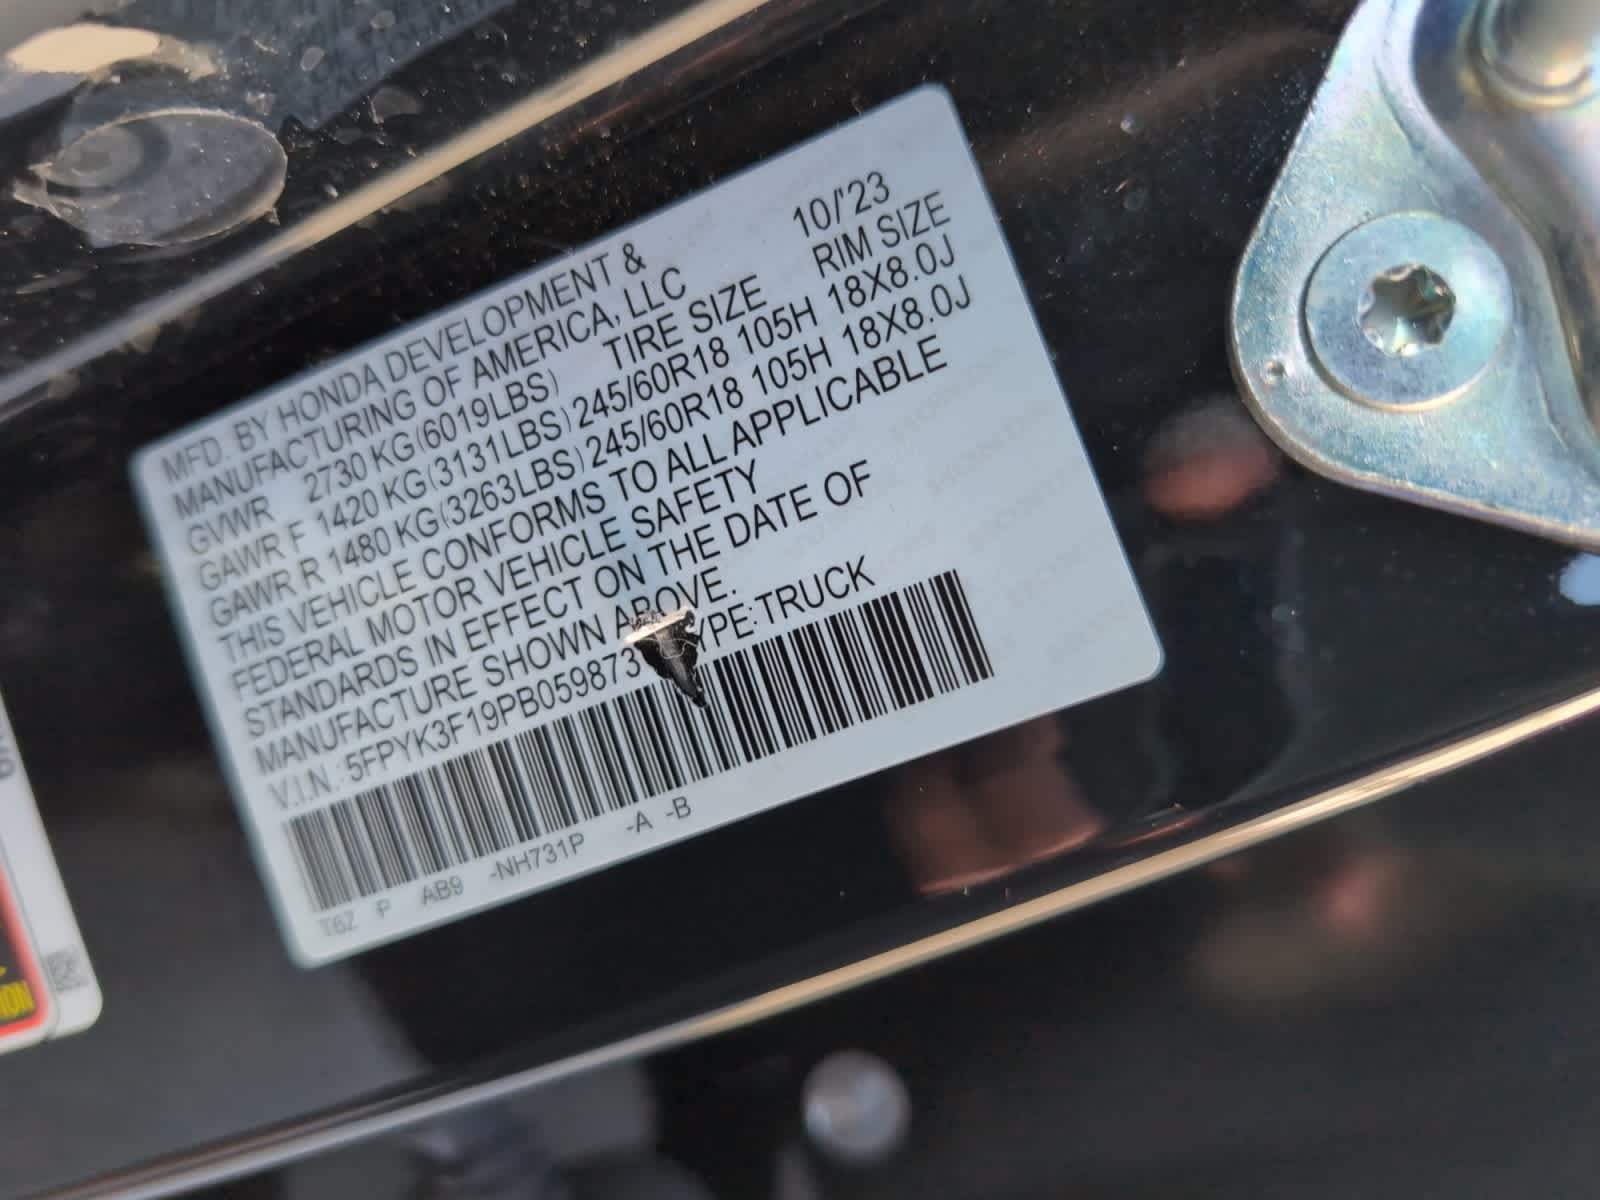 MFD. BY HONDA DEVELOPMENT &
MANUFACTURING OF AMERICA, LLC 10/'23
GVWR 2730 KG(6019LBS) TIRE SIZE RIM SIZE
GAWR F 1420 KG(3131LBS) 245/60R18 105H 18X8.0J
GAWR R 1480 KG(3263LBS) 245/60R18 105H 18X8.0J
THIS VEHICLE CONFORMS TO ALL APPLICABLE
FEDERAL MOTOR VEHICLE SAFETY
STANDARDS IN EFFECT ON THE DATE OF
MANUFACTURE SHOWN ABOVE.
V.I.N.: 5FPYK3F19PB059873 YPE:TRUCK
T6Z P AB9 -NH731P -A -B